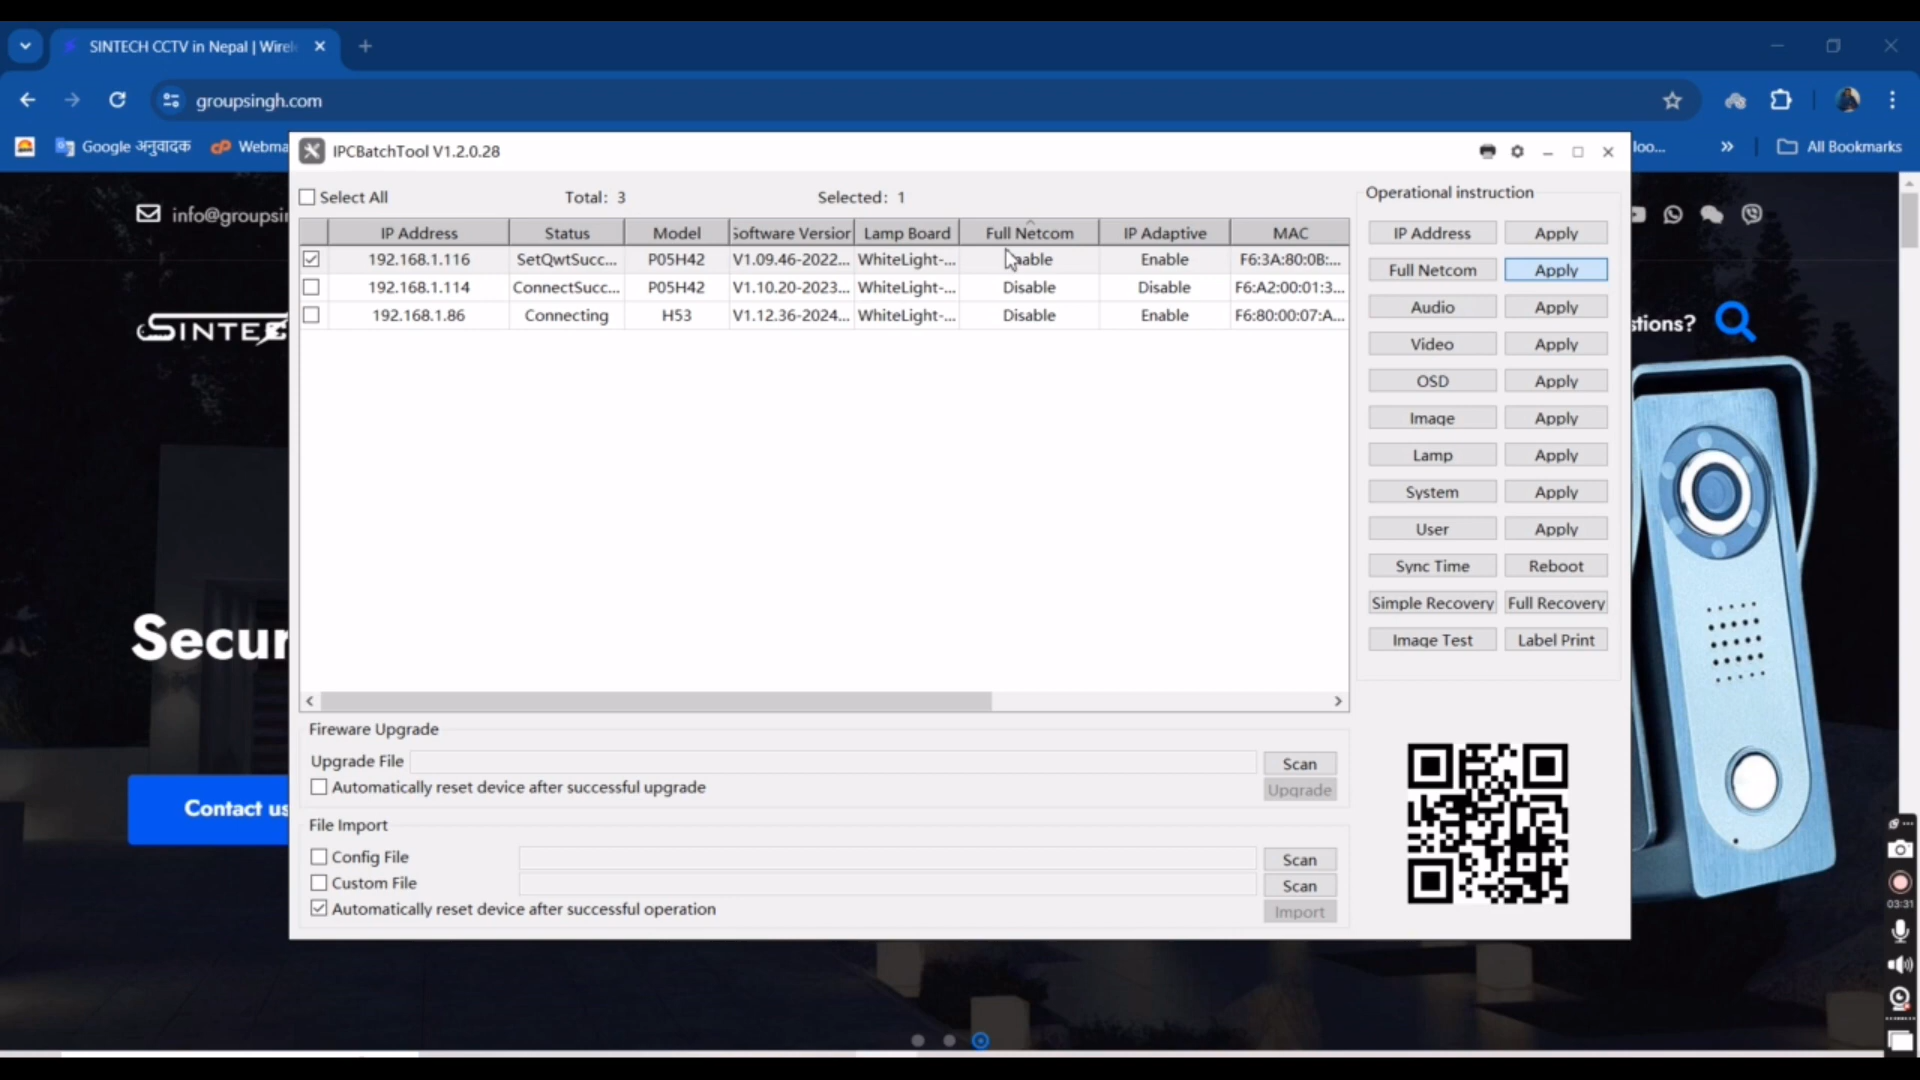 SINTECH CCTV in Nepal | Wirel
groupsingh.com
Google अनुवादक
Webma
loo...
All Bookmarks
IPCBatchTool V1.2.0.28
info@groupsin
SINTE
stions?
Secur
Contact us
Select All
Total: 3
Selected: 1
IP Address Status Model Software Version Lamp Board Full Netcom IP Adaptive MAC
192.168.1.116 SetQwtSucc... P05H42 V1.09.46-2022... WhiteLight-... Enable F6:3A:80:0B:...
192.168.1.114 ConnectSucc... P05H42 V1.10.20-2023... WhiteLight-... Disable Disable F6:A2:00:01:3...
192.168.1.86 Connecting H53 V1.12.36-2024... WhiteLight-... Disable Enable F6:80:00:07:A...
Operational instruction
IP Address Apply
Full Netcom Apply
Audio Apply
Video Apply
OSD Apply
Image Apply
Lamp Apply
System Apply
User Apply
Sync Time Reboot
Simple Recovery Full Recovery
Image Test Label Print
Fireware Upgrade
Upgrade File Scan
Automatically reset device after successful upgrade Upgrade
File Import
Config File Scan
Custom File Scan
Automatically reset device after successful operation Import
03:31